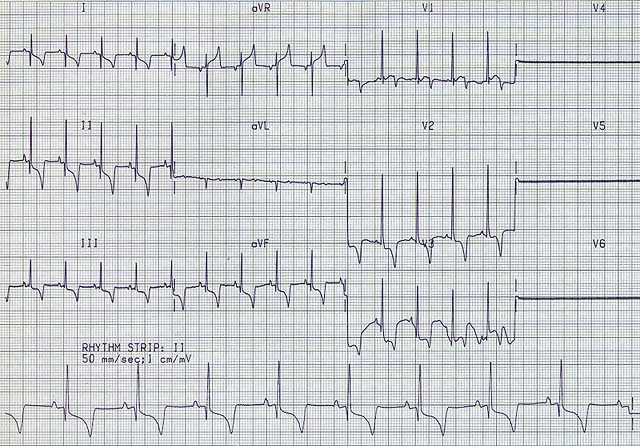 I aVR V1 V4
II aVL V2 V5
III aVF V3 V6
RHYTHM STRIP: II
50 mm/sec;1 cm/mV